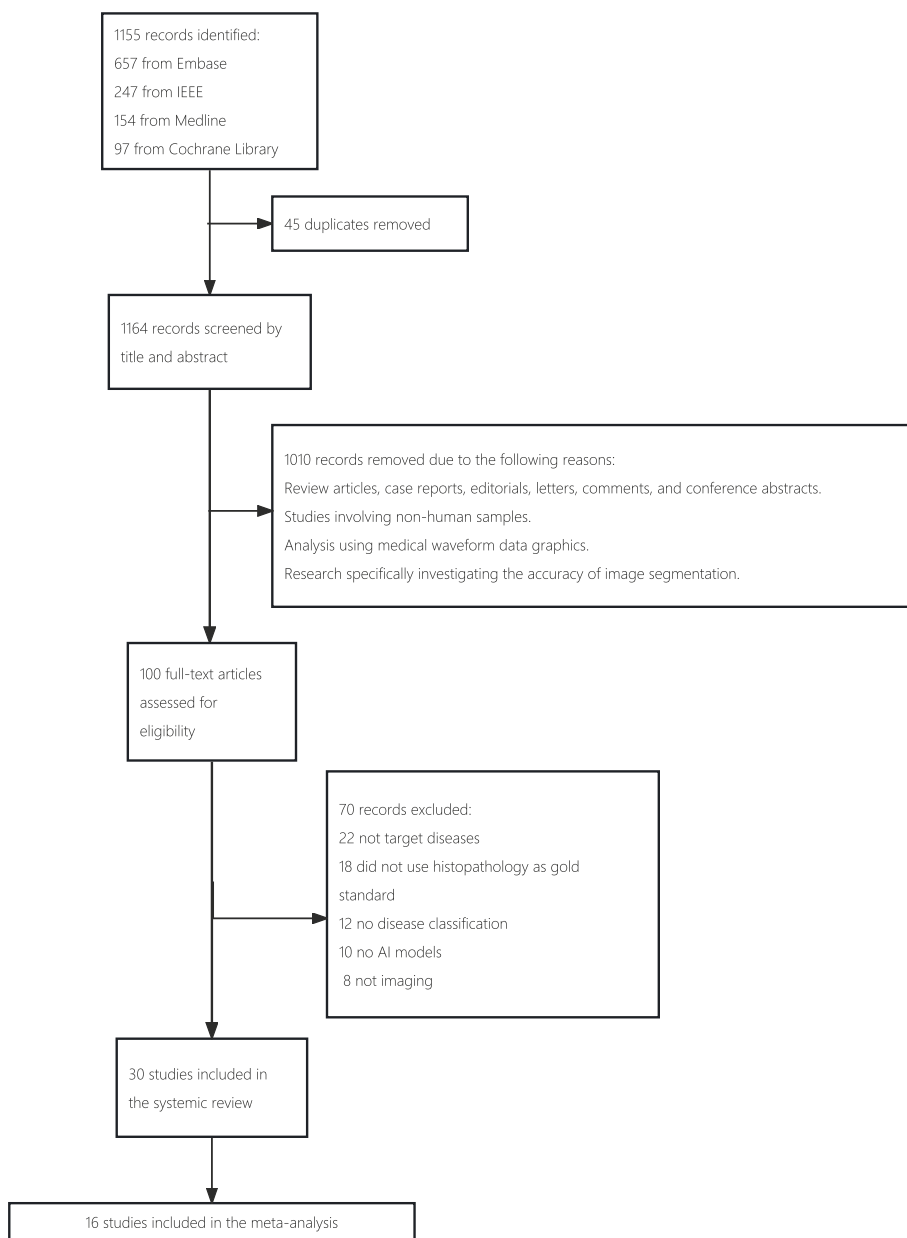 1155 records identified:
657 from Embase
247 from IEEE
154 from Medline
97 from Cochrane Library
45 duplicates removed
1164 records screened by
title and abstract
1010 records removed due to the following reasons:
Review articles, case reports, editorials, letters, comments, and conference abstracts.
Studies involving non-human samples.
Analysis using medical waveform data graphics.
Research specifically investigating the accuracy of image segmentation.
100 full-text articles
assessed for
eligibility
70 records excluded:
22 not target diseases
18 did not use histopathology as gold
standard
12 no disease classification
10 no AI models
8 not imaging
30 studies included in
the systemic review
16 studies included in the meta-analysis